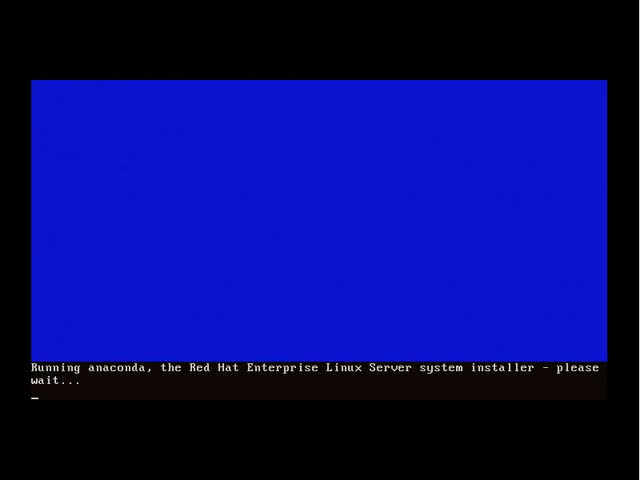 Running anaconda, the Red Hat Enterprise Linux Server system installer - please
wait...